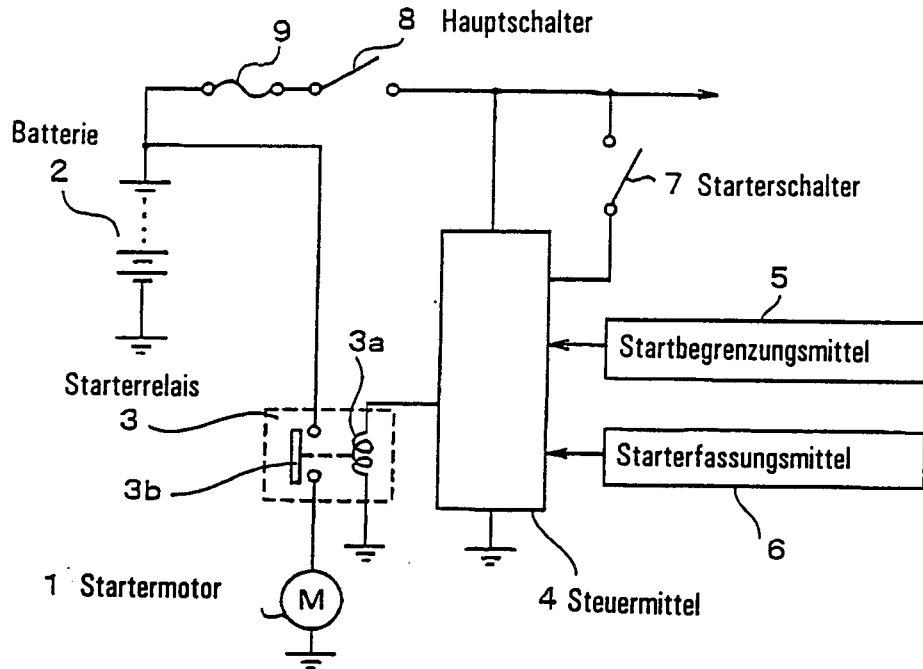 9
8 Hauptschalter
Batterie
2
7 Starterschalter
5
Startbegrenzungsmittel
3a
Starterrelais
3
3b
Starterfassungsmittel
6
1 Startermotor
M
4 Steuermittel